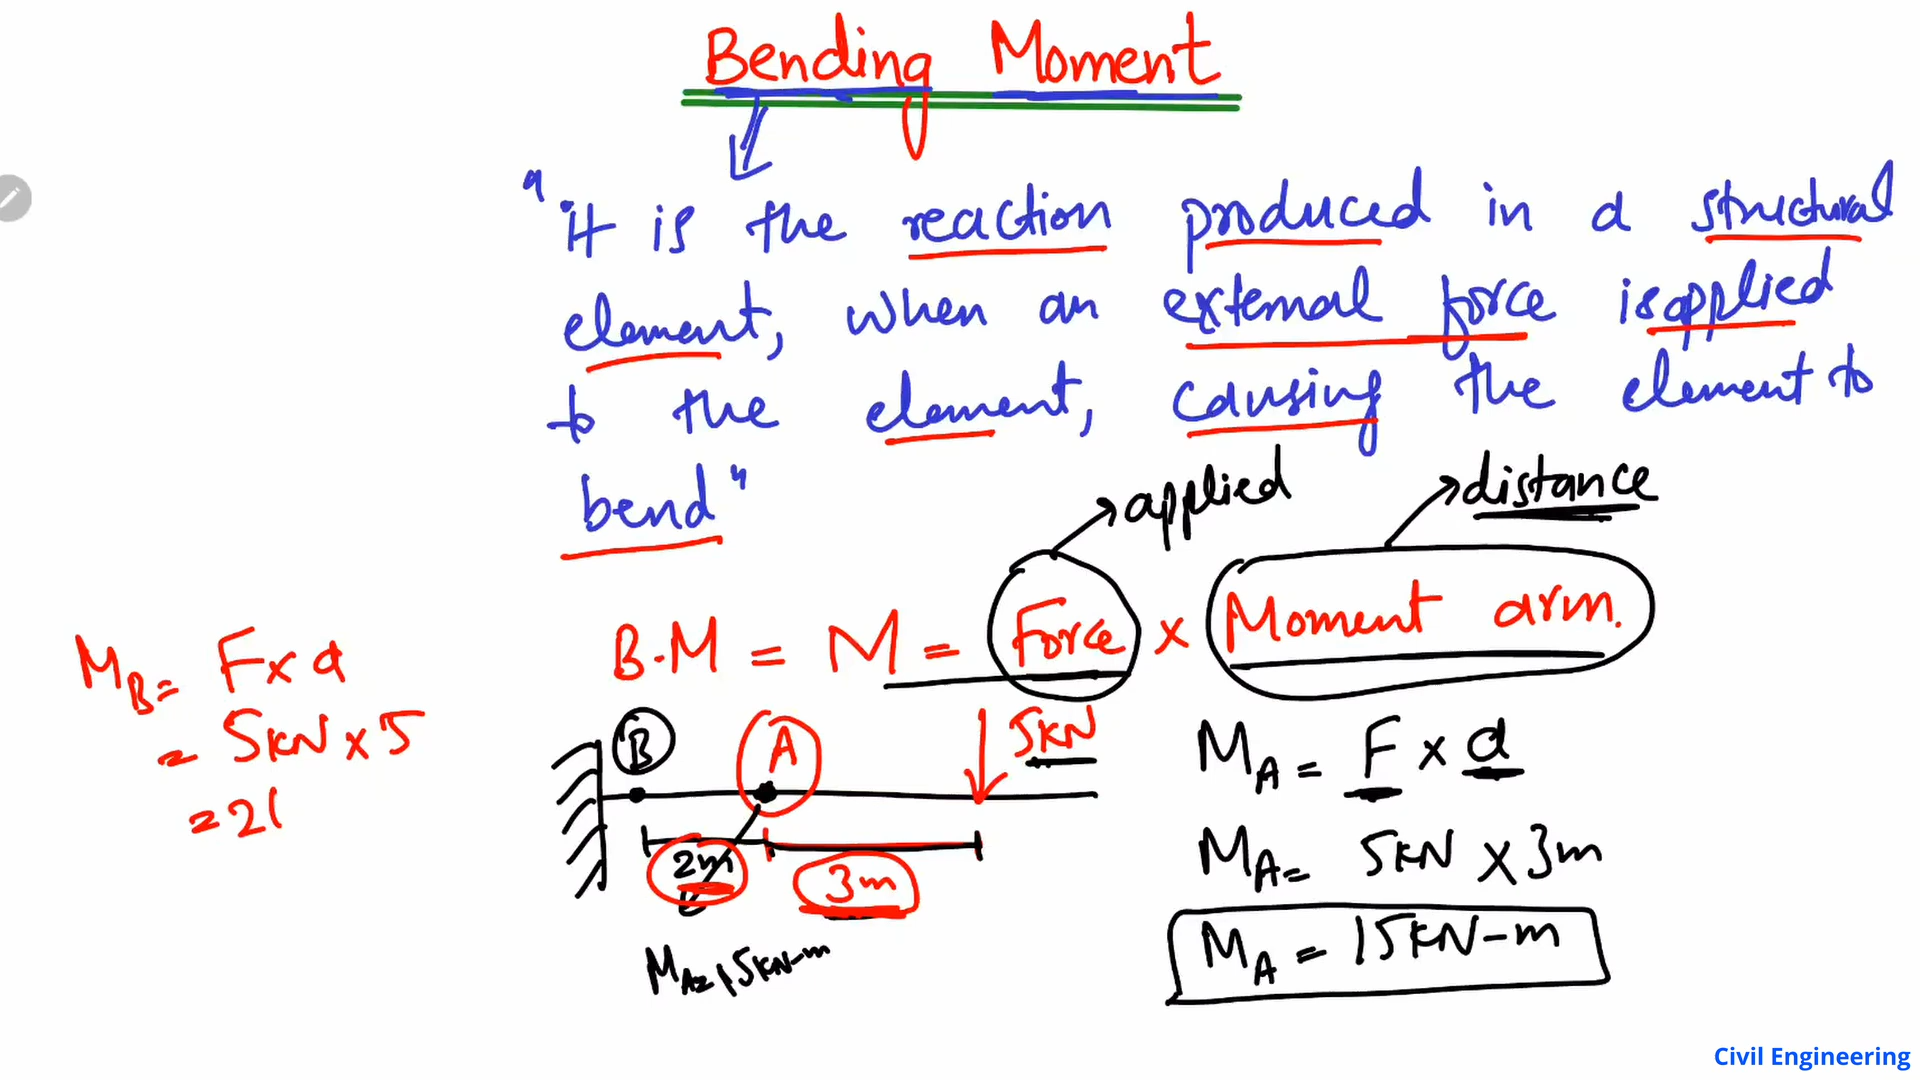 Bending Moment
"it is the reaction produced in a structural
element, when an external force is applied
to the element, causing the element to
bend"
applied
distance
B.M = M = Force x Moment arm.
MB = F x d
= 5kN x 5
= 2
B
A
5kN
2m
3m
MA = 15kN-m
MA = F x d
MA = 5kN x 3m
MA = 15kN-m
Civil Engineering